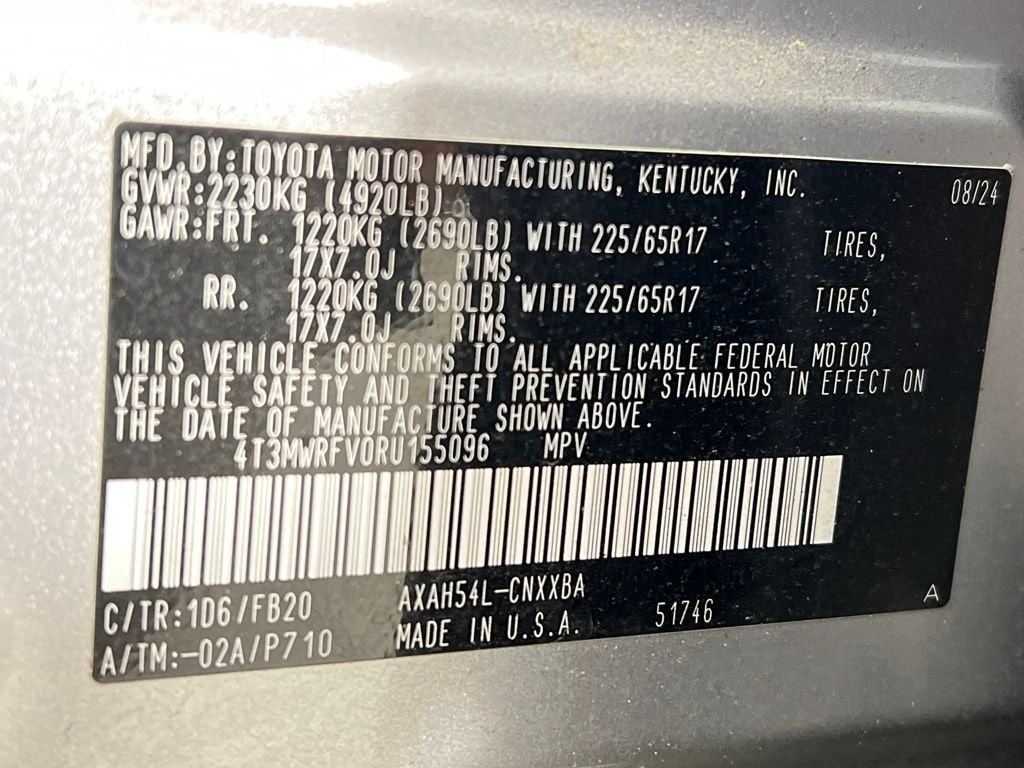 MFD.BY:TOYOTA MOTOR MANUFACTURING, KENTUCKY, INC. 08/24
GVWR:2230KG (4920LB)
GAWR:FRT. 1220KG (2690LB) WITH 225/65R17 TIRES,
17X7.0J RIMS.
RR. 1220KG (2690LB) WITH 225/65R17 TIRES,
17X7.0J RIMS.
THIS VEHICLE CONFORMS TO ALL APPLICABLE FEDERAL MOTOR
VEHICLE SAFETY AND THEFT PREVENTION STANDARDS IN EFFECT ON
THE DATE OF MANUFACTURE SHOWN ABOVE.
4T3MWRFV0RU155096 MPV
C/TR:1D6/FB20 AXAH54L-CNXXBA
A/TM:-02A/P710 MADE IN U.S.A. 51746 A